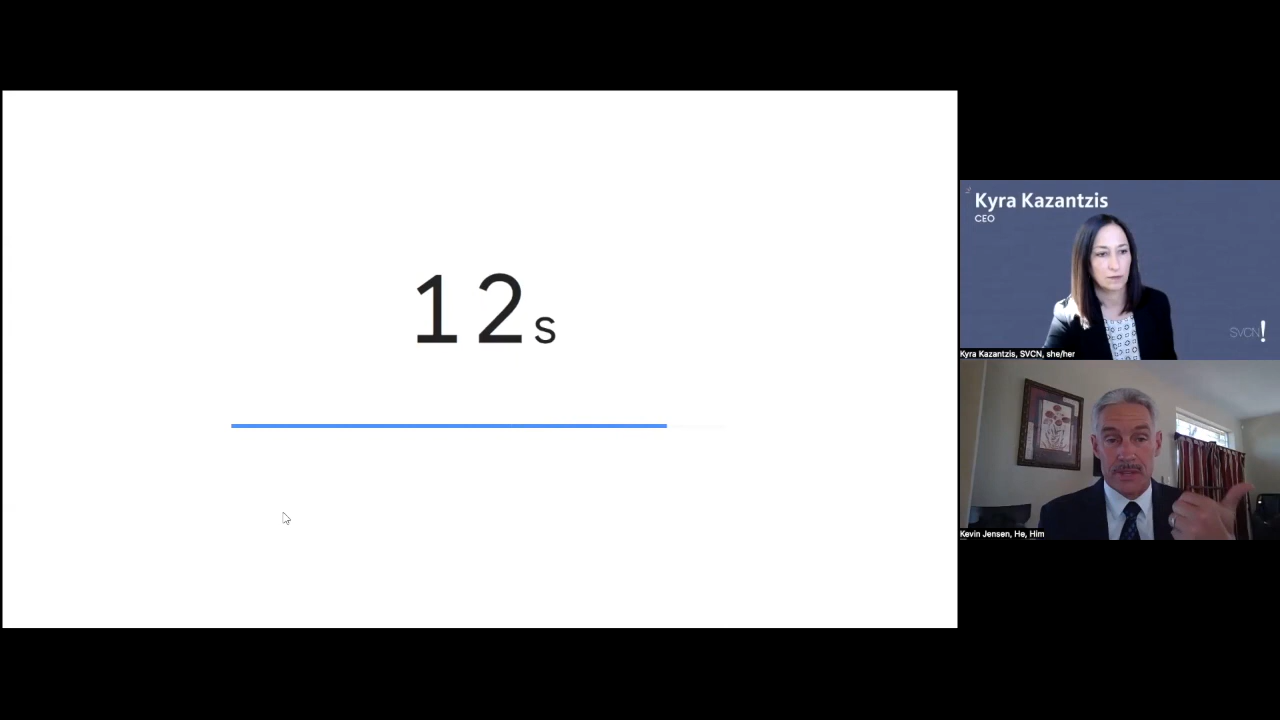 12s
Kyra Kazantzis
CEO
SVCN!
Kyra Kazantzis, SVCN, she/her
Kevin Jensen, He, Him